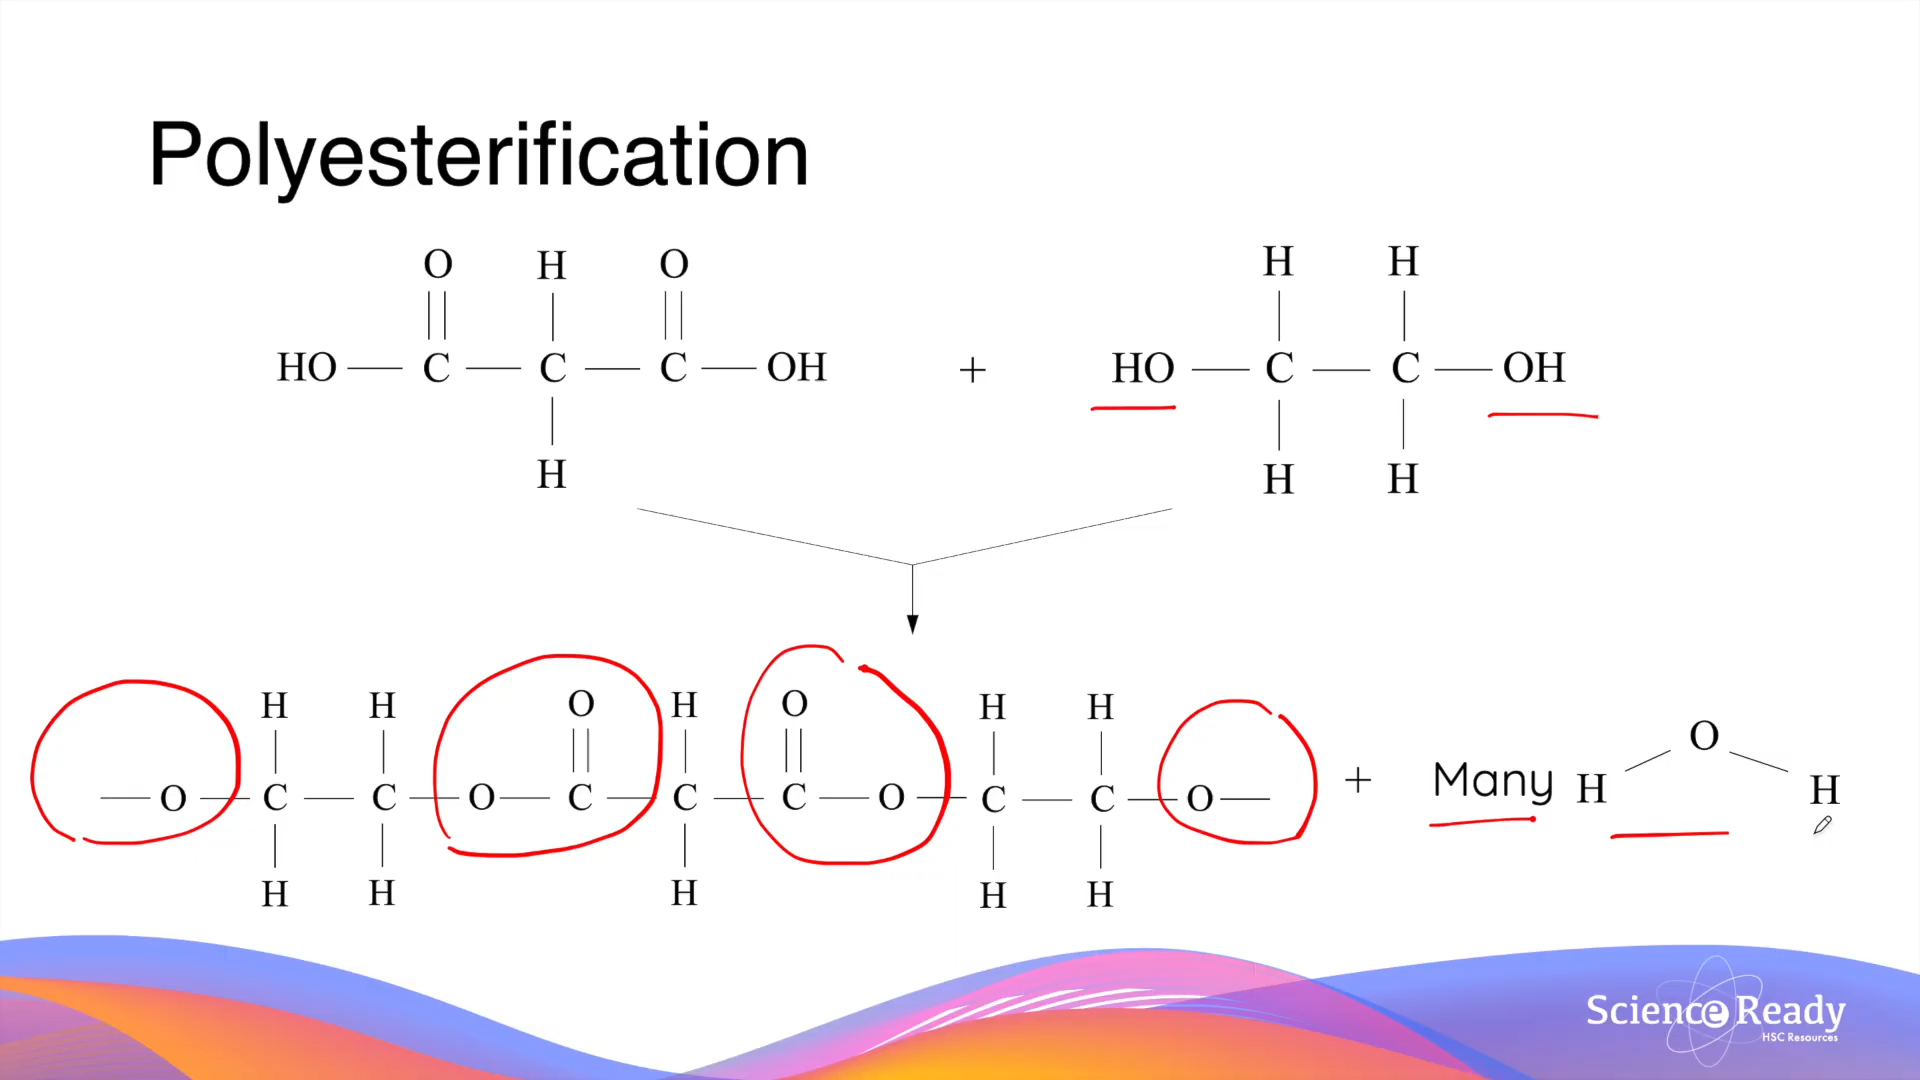 Polyesterification
O H O H H
HO C C C OH + HO C C OH
H H H
H H O H O H H O
O C C O C C C O C C O + Many H H
H H H H H
Science Ready
HSC Resources